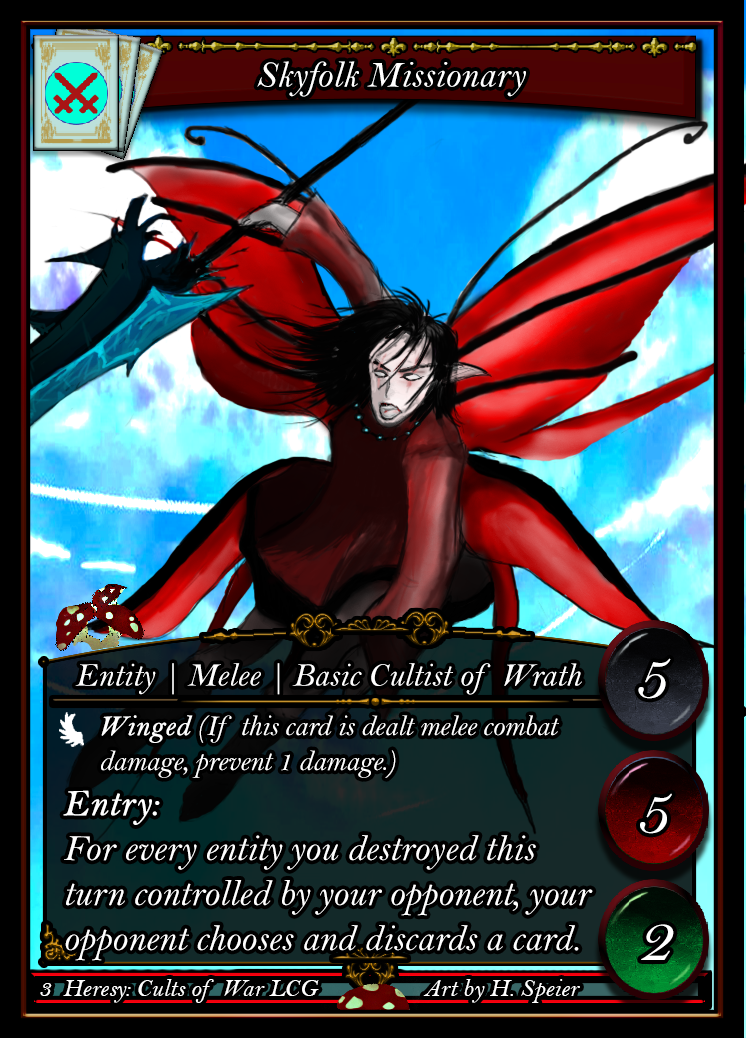 Skyfolk Missionary
Entity | Melee | Basic Cultist of Wrath
5
Winged (If this card is dealt melee combat
damage, prevent 1 damage.)
Entry:
5
For every entity you destroyed this
turn controlled by your opponent, your
opponent chooses and discards a card.
2
3 Heresy: Cults of War LCG Art by H. Speier